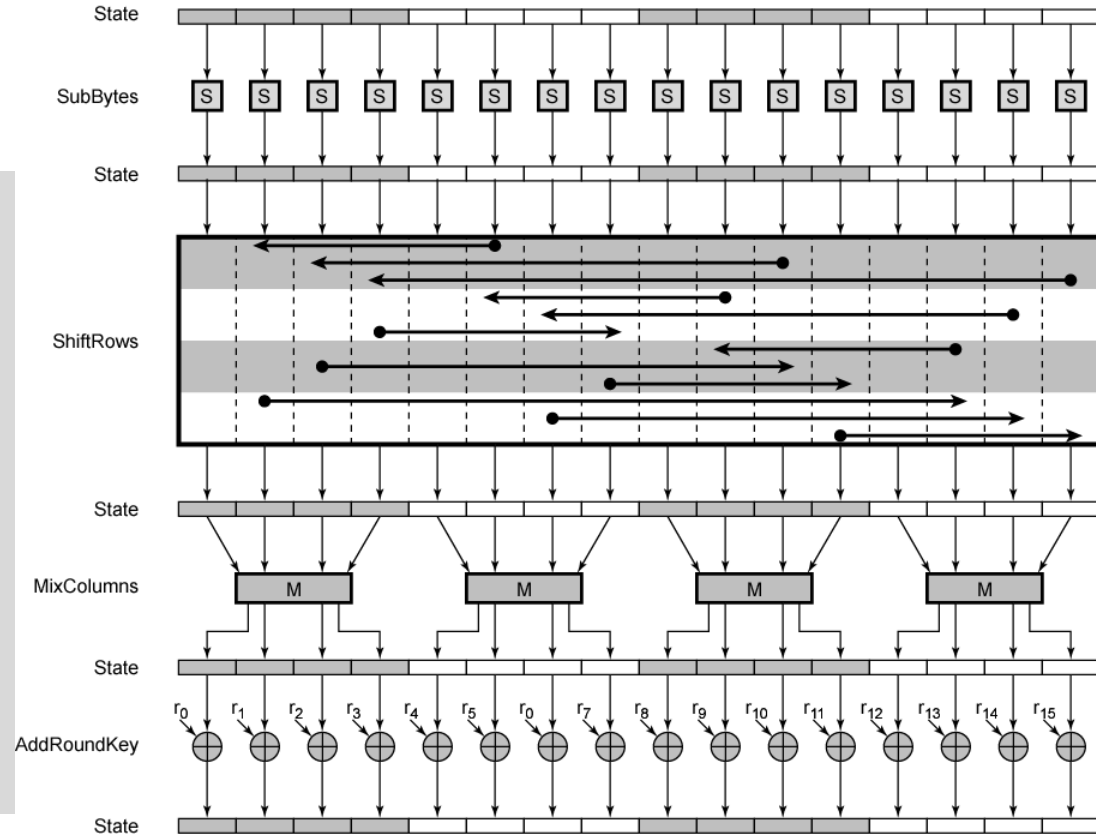 State
SubBytes S S S S S S S S S S S S S S S S
State
ShiftRows
State
MixColumns M M M M
State
r0 r1 r2 r3 r4 r5 r0 r7 r8 r9 r10 r11 r12 r13 r14 r15
AddRoundKey
State